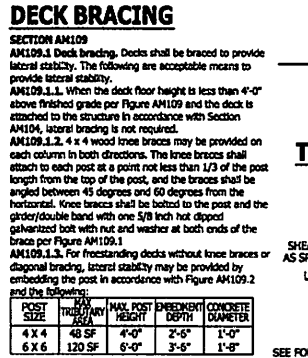 DECK BRACING
SECTION AM109
AM109.1 Deck bracing. Decks shall be braced to provide
lateral stability. The following are acceptable means to
provide lateral stability.
AM109.1.1. When the deck floor height is less than 4'-0"
above finished grade per Figure AM109 and the deck is
attached to the structure in accordance with Section
AM104, lateral bracing is not required.
AM109.1.2. 4 x 4 wood knee braces may be provided on
each column in both directions. The knee braces shall
attach to each post at a point not less than 1/3 of the post
length from the top of the post, and the braces shall be
angled between 45 degrees and 60 degrees from the
horizontal. Knee braces shall be bolted to the post and the
girder/double band with one 5/8 inch hot dipped
galvanized bolt with nut and washer at both ends of the
brace per Figure AM109.1
AM109.1.3. For freestanding decks without knee braces or
diagonal bracing, lateral stability may be provided by
embedding the post in accordance with Figure AM109.2
and the following:
POST SIZE MAX TRIBUTARY AREA MAX. POST HEIGHT EMBEDMENT DEPTH CONCRETE DIAMETER
4 X 4 48 SF 4'-0" 2'-6" 1'-0"
6 X 6 120 SF 6'-0" 3'-6" 1'-8"
T
SHE
AS SP
L
SEE FO